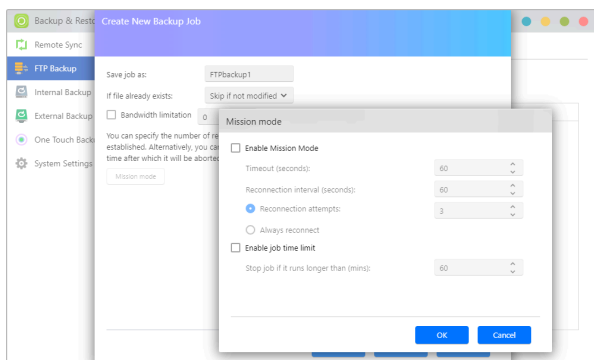 Backup & Resto
Create New Backup Job
Remote Sync
FTP Backup
Internal Backup
External Backup
One Touch Back
System Settings
Save job as:
FTPbackup1
If file already exists:
Skip if not modified
Bandwidth limitation
0
You can specify the number of re
established. Alternatively, you ca
time after which it will be aborte
Mission mode
Mission mode
Enable Mission Mode
Timeout (seconds):
60
Reconnection interval (seconds):
60
Reconnection attempts:
3
Always reconnect
Enable job time limit
Stop job if it runs longer than (mins):
60
OK
Cancel